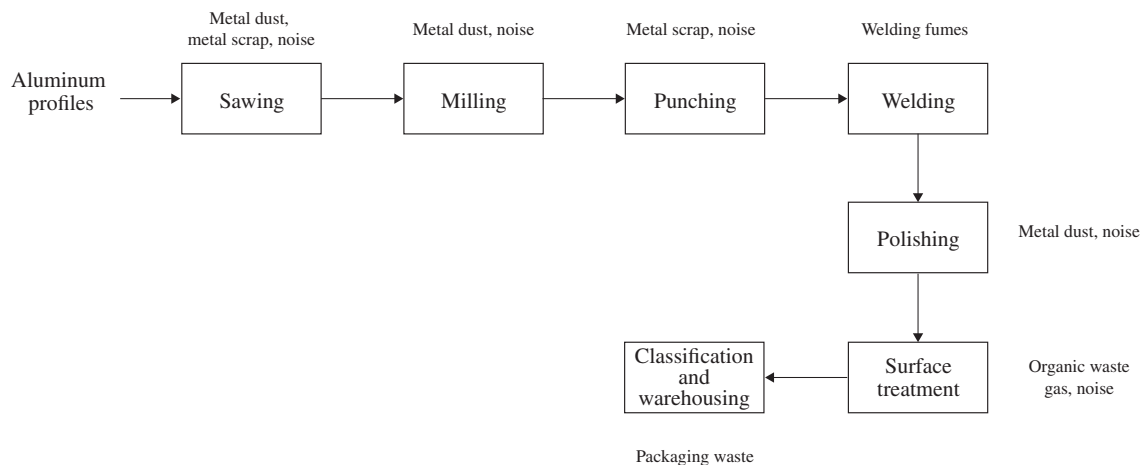 Metal dust,
metal scrap, noise
Metal dust, noise
Metal scrap, noise
Welding fumes
Aluminum
profiles
Sawing
Milling
Punching
Welding
Polishing
Metal dust, noise
Classification
and
warehousing
Surface
treatment
Organic waste
gas, noise
Packaging waste